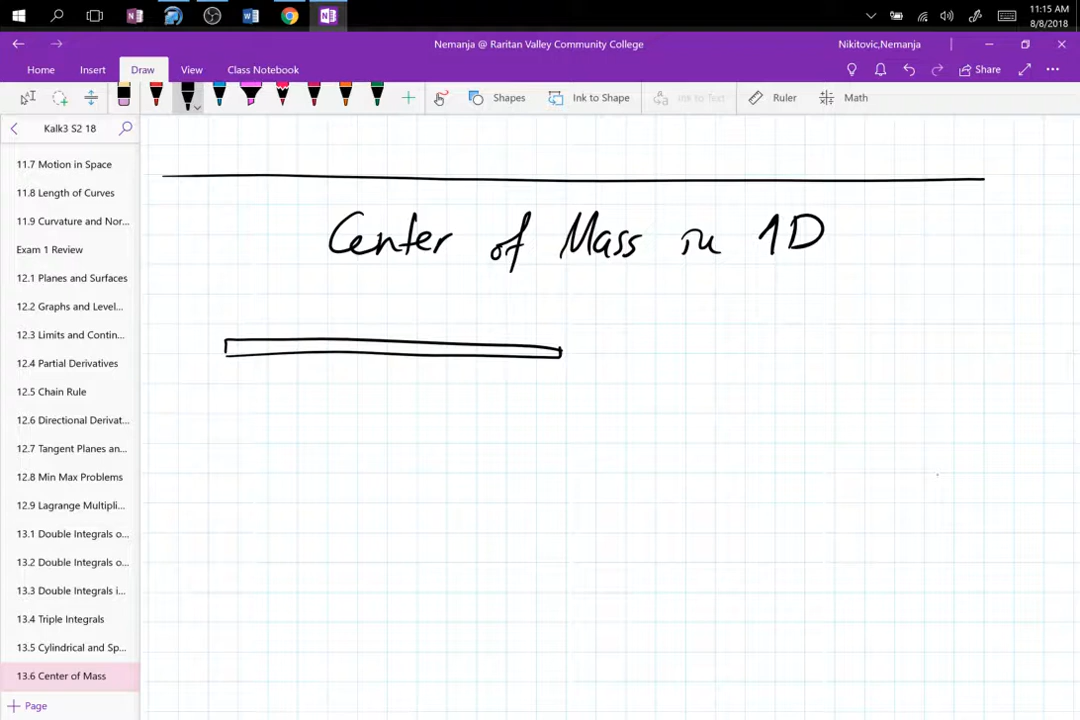 11:15 AM
8/8/2018
Nemanja @ Raritan Valley Community College
Nikitovic,Nemanja
Home
Insert
Draw
View
Class Notebook
Share
Shapes
Ink to Shape
Ink to Text
Ruler
Math
Kalk3 S2 18
11.7 Motion in Space
11.8 Length of Curves
11.9 Curvature and Nor...
Exam 1 Review
12.1 Planes and Surfaces
12.2 Graphs and Level...
12.3 Limits and Contin...
12.4 Partial Derivatives
12.5 Chain Rule
12.6 Directional Derivat...
12.7 Tangent Planes an...
12.8 Min Max Problems
12.9 Lagrange Multipli...
13.1 Double Integrals o...
13.2 Double Integrals o...
13.3 Double Integrals i...
13.4 Triple Integrals
13.5 Cylindrical and Sp...
13.6 Center of Mass
Page
Center of Mass in 1D